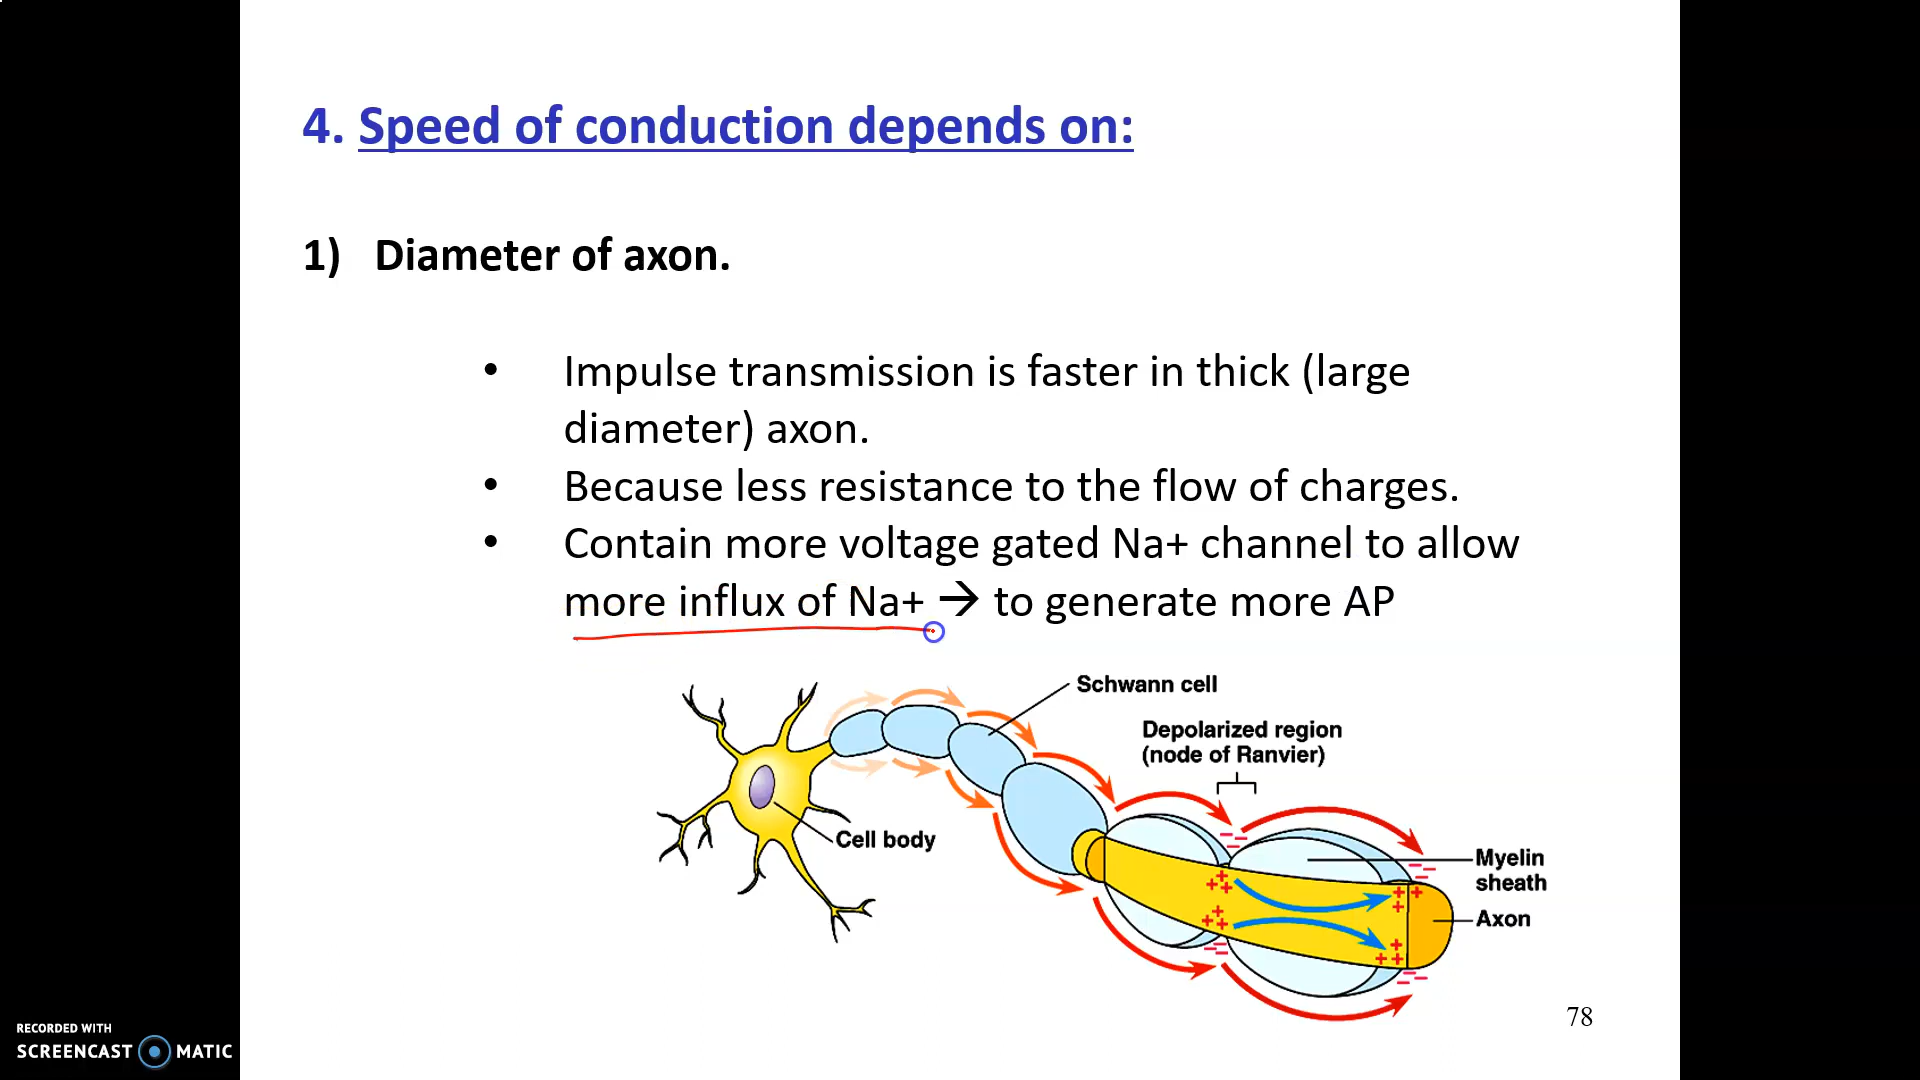 4. Speed of conduction depends on:
1) Diameter of axon.
• Impulse transmission is faster in thick (large
diameter) axon.
• Because less resistance to the flow of charges.
• Contain more voltage gated Na+ channel to allow
more influx of Na+ → to generate more AP
Schwann cell
Depolarized region
(node of Ranvier)
Cell body
Myelin
sheath
Axon
78
RECORDED WITH
SCREENCAST MATIC